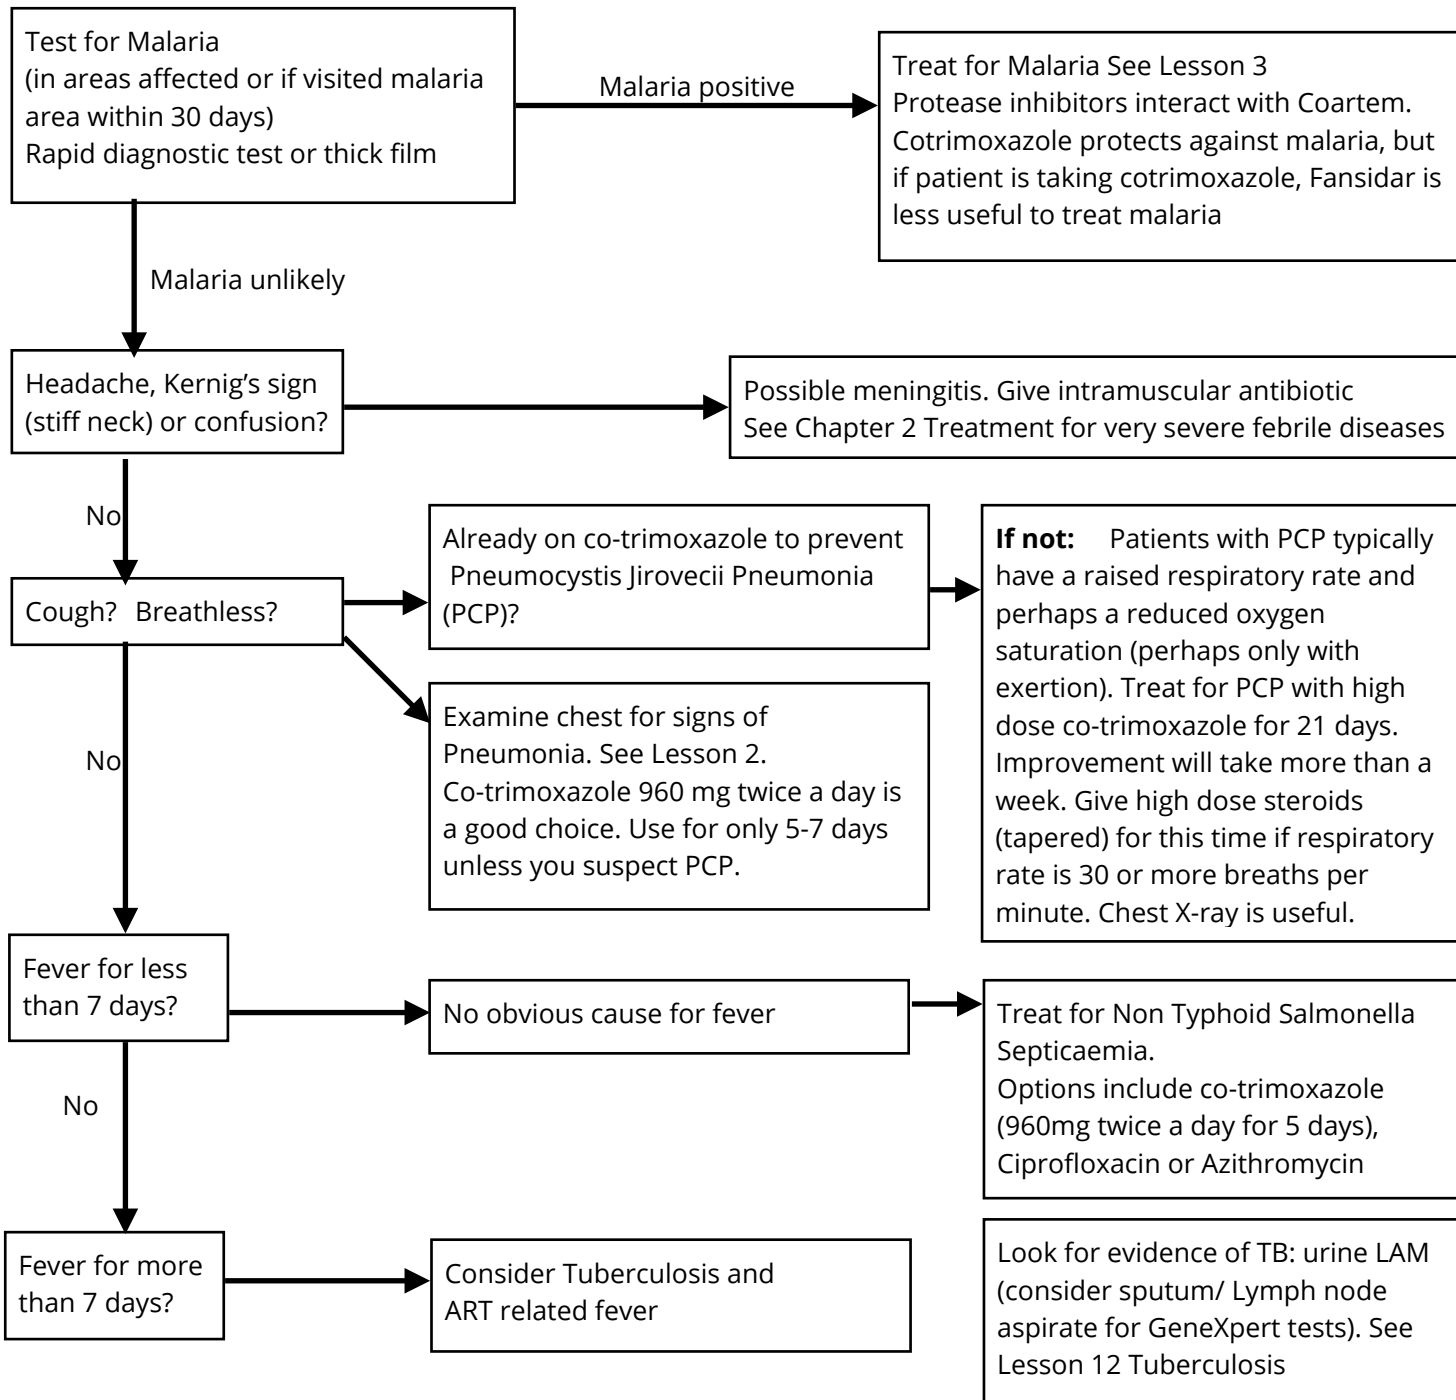 Test for Malaria
(in areas affected or if visited malaria
area within 30 days)
Rapid diagnostic test or thick film
Malaria positive
Treat for Malaria See Lesson 3
Protease inhibitors interact with Coartem.
Cotrimoxazole protects against malaria, but
if patient is taking cotrimoxazole, Fansidar is
less useful to treat malaria
Malaria unlikely
Headache, Kernig’s sign
(stiff neck) or confusion?
Possible meningitis. Give intramuscular antibiotic
See Chapter 2 Treatment for very severe febrile diseases
No
Cough? Breathless?
Already on co-trimoxazole to prevent
Pneumocystis Jirovecii Pneumonia
(PCP)?
If not: Patients with PCP typically
have a raised respiratory rate and
perhaps a reduced oxygen
saturation (perhaps only with
exertion). Treat for PCP with high
dose co-trimoxazole for 21 days.
Improvement will take more than a
week. Give high dose steroids
(tapered) for this time if respiratory
rate is 30 or more breaths per
minute. Chest X-ray is useful.
Examine chest for signs of
Pneumonia. See Lesson 2.
Co-trimoxazole 960 mg twice a day is
a good choice. Use for only 5-7 days
unless you suspect PCP.
No
Fever for less
than 7 days?
No obvious cause for fever
Treat for Non Typhoid Salmonella
Septicaemia.
Options include co-trimoxazole
(960mg twice a day for 5 days),
Ciprofloxacin or Azithromycin
No
Fever for more
than 7 days?
Consider Tuberculosis and
ART related fever
Look for evidence of TB: urine LAM
(consider sputum/ Lymph node
aspirate for GeneXpert tests). See
Lesson 12 Tuberculosis